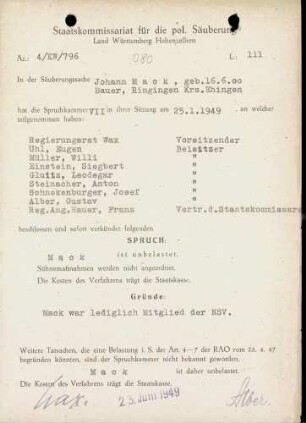 Staatskommissariat für die pol. Säuberung
Land Württemberg Hohenzollern
Az: 4/KW/796 080 L: 111
In der Säuberungssache Johann Mack, geb.16.6.00
Bauer, Ringingen Krs.Ehingen
hat die Spruchkammer VII in ihrer Sitzung am 25.1.1949 an welcher
teilgenommen haben:
Regierungsrat Wax Vorsitzender
Uhl, Eugen Beisitzer
Müller, Willi "
Einstein, Siegbert "
Gluitz, Leodegar "
Steinacher, Anton "
Schnekenburger, Josef "
Alber, Gustav "
Reg.Ang.Hauer, Franz Vertr.d.Staatskommissars
beschlossen und sofort verkündet folgenden
SPRUCH:
Mack
ist unbelastet.
Sühnemaßnahmen werden nicht angeordnet.
Die Kosten des Verfahrens trägt die Staatskasse.
Gründe:
Mack war lediglich Mitglied der NSV.
Weitere Tatsachen, die eine Belastung i. S. der Art. 4-7 der RAO vom 22. 4. 47
begründen könnten, sind der Spruchkammer nicht bekannt geworden.
Mack ist daher unbelastet.
Die Kosten des Verfahrens trägt die Staatskasse.
Wax. 23. Juni 1949 Alber.